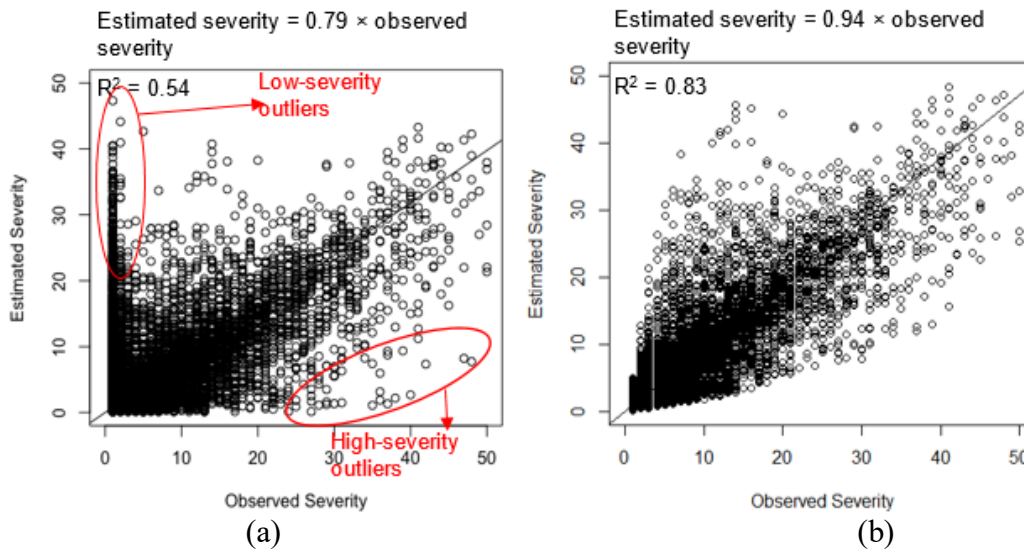 Estimated severity = 0.79 × observed
severity
R² = 0.54
Low-severity
outliers
High-severity
outliers
Estimated Severity
50
40
30
20
10
0
0 10 20 30 40 50
Observed Severity
(a)
Estimated severity = 0.94 × observed
severity
R² = 0.83
Estimated Severity
50
40
30
20
10
0
0 10 20 30 40 50
Observed Severity
(b)